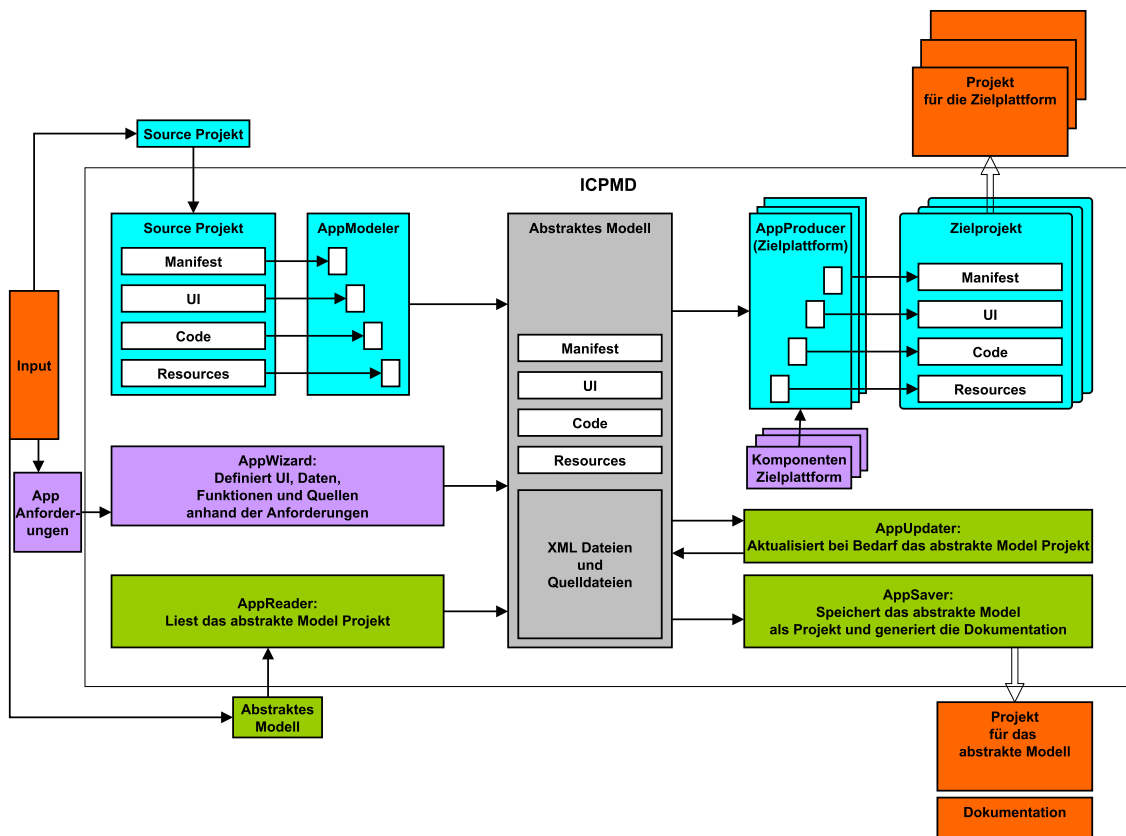 Projekt
für die Zielplattform
Source Projekt
ICPMD
Source Projekt
Manifest
UI
Code
Resources
AppModeler
Abstraktes Modell
Manifest
UI
Code
Resources
XML Dateien
und
Quelldateien
AppProducer
(Zielplattform)
Zielprojekt
Manifest
UI
Code
Resources
Komponenten
Zielplattform
Input
App
Anforder-
ungen
AppWizard:
Definiert UI, Daten,
Funktionen und Quellen
anhand der Anforderungen
AppReader:
Liest das abstrakte Model Projekt
AppUpdater:
Aktualisiert bei Bedarf das abstrakte Model Projekt
AppSaver:
Speichert das abstrakte Model
als Projekt und generiert die Dokumentation
Abstraktes
Modell
Projekt
für das
abstrakte Modell
Dokumentation